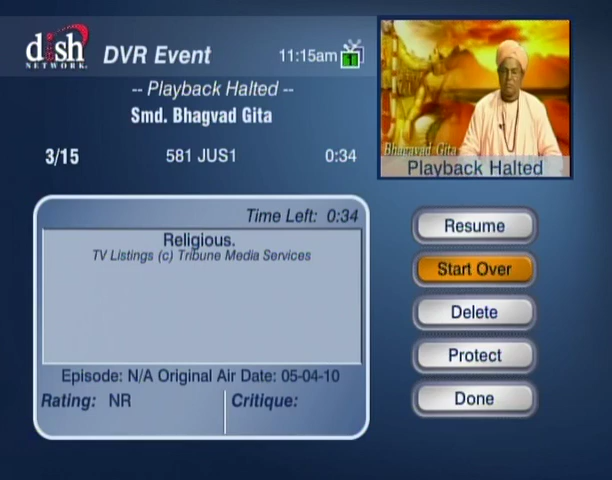 dish
NETWORK.
DVR Event
11:15am
1
-- Playback Halted --
Smd. Bhagvad Gita
3/15
581 JUS1
0:34
Bhagavad Gita
Playback Halted
Time Left: 0:34
Religious.
TV Listings (c) Tribune Media Services
Episode: N/A Original Air Date: 05-04-10
Rating: NR
Critique:
Resume
Start Over
Delete
Protect
Done